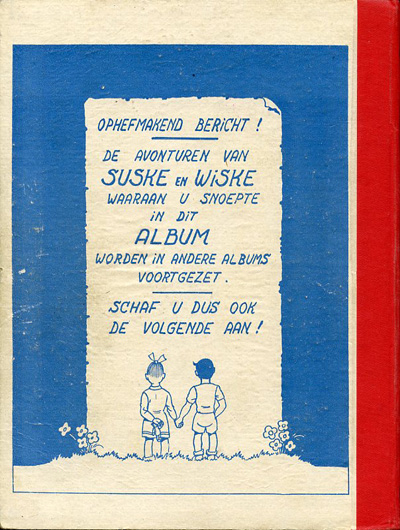 OPHEFMAKEND BERICHT !
DE AVONTUREN VAN
SUSKE EN WISKE
WAARAAN U SNOEPTE
IN DIT
ALBUM
WORDEN IN ANDERE ALBUMS
VOORTGEZET.
SCHAF U DUS OOK
DE VOLGENDE AAN !